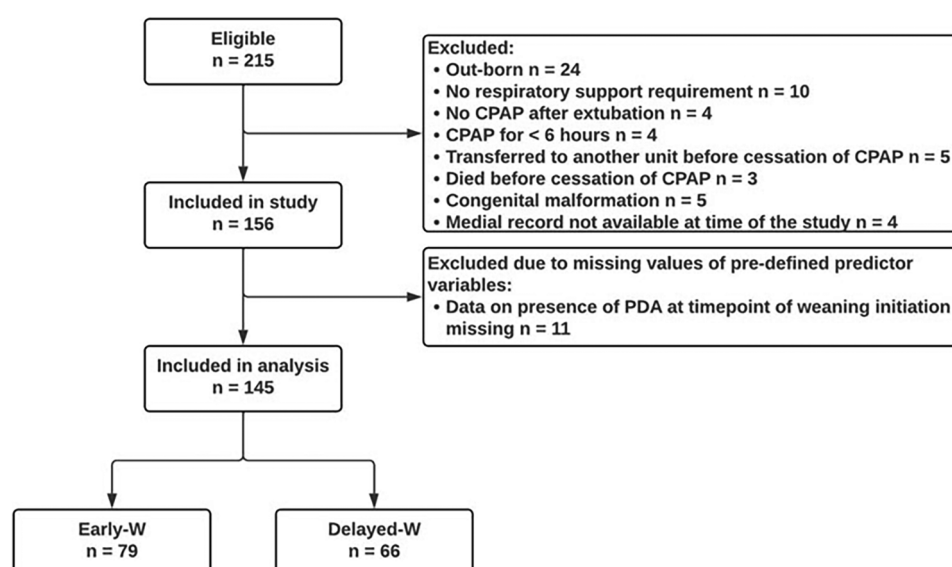 Eligible
n = 215
Excluded:
• Out-born n = 24
• No respiratory support requirement n = 10
• No CPAP after extubation n = 4
• CPAP for < 6 hours n = 4
• Transferred to another unit before cessation of CPAP n = 5
• Died before cessation of CPAP n = 3
• Congenital malformation n = 5
• Medial record not available at time of the study n = 4
Included in study
n = 156
Excluded due to missing values of pre-defined predictor
variables:
• Data on presence of PDA at timepoint of weaning initiation
missing n = 11
Included in analysis
n = 145
Early-W
n = 79
Delayed-W
n = 66